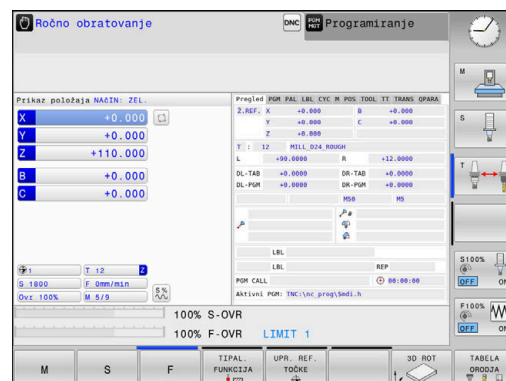 Ročno obratovanje
DNC
PGM MGT
Programiranje
Prikaz položaja NAčIN: ŽEL.
X +0.000
Y +0.000
Z +110.000
B +0.000
C +0.000
1 T 12 Z
S 1800 F 0mm/min
Ovr 100% M 5/9
S %
Pregled PGM PAL LBL CYC M POS TOOL TT TRANS QPARA
Ž.REF. X +0.000 B +0.000
Y +0.000 C +0.000
Z +0.000
T : 12 MILL_D24_ROUGH
L +90.0000 R +12.0000
DL-TAB +0.0000 DR-TAB +0.0000
DL-PGM +0.0000 DR-PGM +0.0000
M50 M5
LBL
LBL REP
PGM CALL 00:00:00
Aktivni PGM: TNC:\nc_prog\$mdi.h
100% S-OVR
100% F-OVR LIMIT 1
M
S
T
S100%
OFF ON
F100%
OFF ON
M
S
F
TIPAL. FUNKCIJA
UPR. REF. TOČKE
3D ROT
TABELA ORODJA